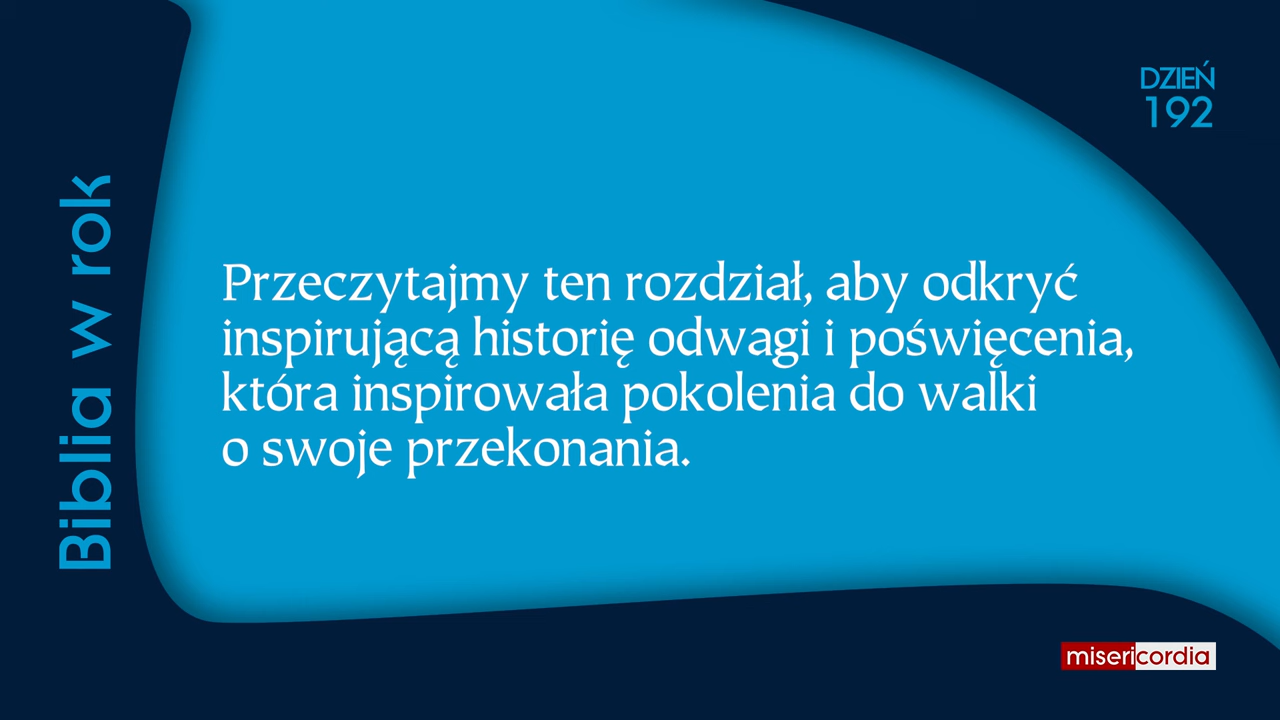 DZIEŃ
192
Biblia w rok
Przeczytajmy ten rozdział, aby odkryć
inspirującą historię odwagi i poświęcenia,
która inspirowała pokolenia do walki
o swoje przekonania.
misericordia